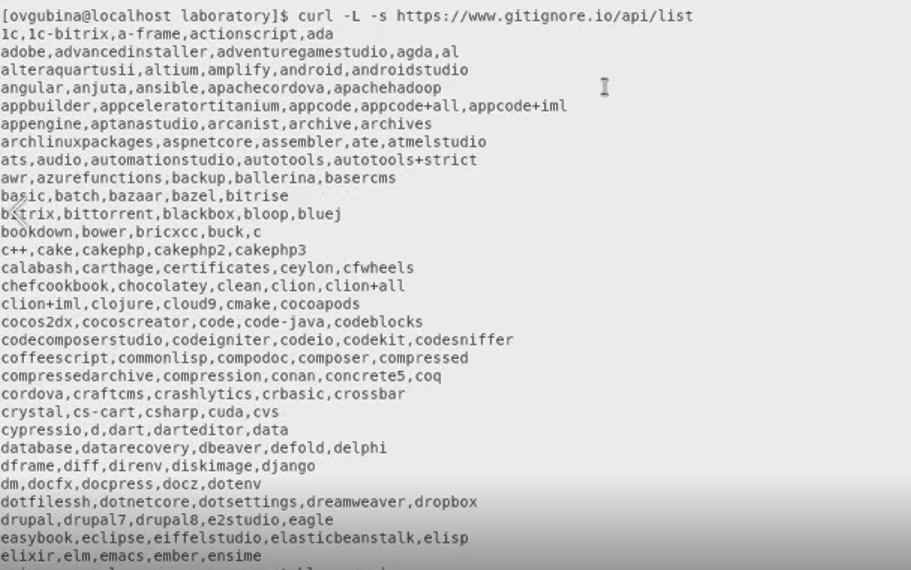 [ovgubina@localhost laboratory]$ curl -L -s https://www.gitignore.io/api/list
1c,1c-bitrix,a-frame,actionscript,ada
adobe,advancedinstaller,adventuregamestudio,agda,al
alteraquartusii,altium,amplify,android,androidstudio
angular,anjuta,ansible,apachecordova,apachehadoop
appbuilder,appceleratortitanium,appcode,appcode+all,appcode+iml
appengine,aptanastudio,arcanist,archive,archives
archlinuxpackages,aspnetcore,assembler,ate,atmelstudio
ats,audio,automationstudio,autotools,autotools+strict
awr,azurefunctions,backup,ballerina,basercms
basic,batch,bazaar,bazel,bitrise
bitrix,bittorrent,blackbox,bloop,bluej
bookdown,bower,bricxcc,buck,c
c++,cake,cakephp,cakephp2,cakephp3
calabash,carthage,certificates,ceylon,cfwheels
chefcookbook,chocolatey,clean,clion,clion+all
clion+iml,clojure,cloud9,cmake,cocoapods
cocos2dx,cocoscreator,code,code-java,codeblocks
codecomposerstudio,codeigniter,codeio,codekit,codesniffer
coffeescript,commonlisp,compodoc,composer,compressed
compressedarchive,compression,conan,concrete5,coq
cordova,craftcms,crashlytics,crbasic,crossbar
crystal,cs-cart,csharp,cuda,cvs
cypressio,d,dart,darteditor,data
database,datarecovery,dbeaver,defold,delphi
dframe,diff,direnv,diskimage,django
dm,docfx,docpress,docz,dotenv
dotfilessh,dotnetcore,dotsettings,dreamweaver,dropbox
drupal,drupal7,drupal8,e2studio,eagle
easybook,eclipse,eiffelstudio,elasticbeanstalk,elisp
elixir,elm,emacs,ember,ensime